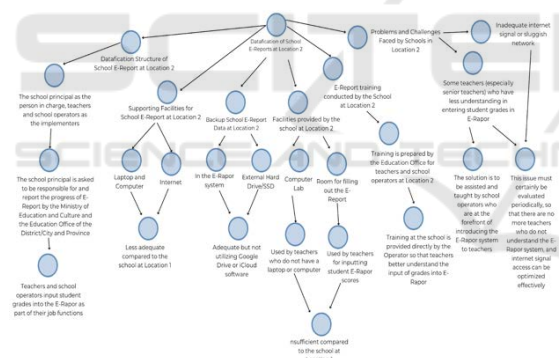 Datafication of School
E-Reports at Location 2
Problems and Challenges
Faced by Schools in
Location 2
Inadequate internet
signal or sluggish
network
Datafication Structure of
School E-Report at Location 2
E-Report training
conducted by the School
at Location 2
Some teachers (especially
senior teachers) who have
less understanding in
entering student grades in
E-Rapor
The school principal as the
person in charge, teachers
and school operators as
the implementors
Supporting Facilities for
School E-Report at Location 2
Backup School E-Report
Data at Location 2
Facilities provided by the
school at Location 2
Training is prepared by
the Education Office for
teachers and school
operators at Location 2
The school principal is asked
to be responsible for and
report the progress of E-
Report by the Ministry of
Education and Culture and
the Education Office of the
District/City and Province
Laptop and
Computer
Internet
In the E-Rapor
system
External Hard
Drive/SSD
Computer
Lab
Room for filling
out the E-
Report
The solution is to
be assisted and
taught by school
operators who
are at the
forefront of
introducing the
E-Rapor system
to teachers
This issue must
certainly be
evaluated
periodically, so
that there are no
more teachers
who do not
understand the E-
Rapor system, and
internet signal
access can be
optimized
effectively
Less adequate
compared to the
school at Location 1
Adequate but not
utilizing Google
Drive or iCloud
software
Used by teachers
who do not have a
laptop or computer
Used by
teachers for
inputting
student E-Rapor
scores
Training at the school is
provided directly by the
Operator so that teachers
better understand the
input of grades into E-
Rapor
Teachers and school
operators input student
grades into the E-Rapor as
part of their job functions
nsufficient compared
to the school at